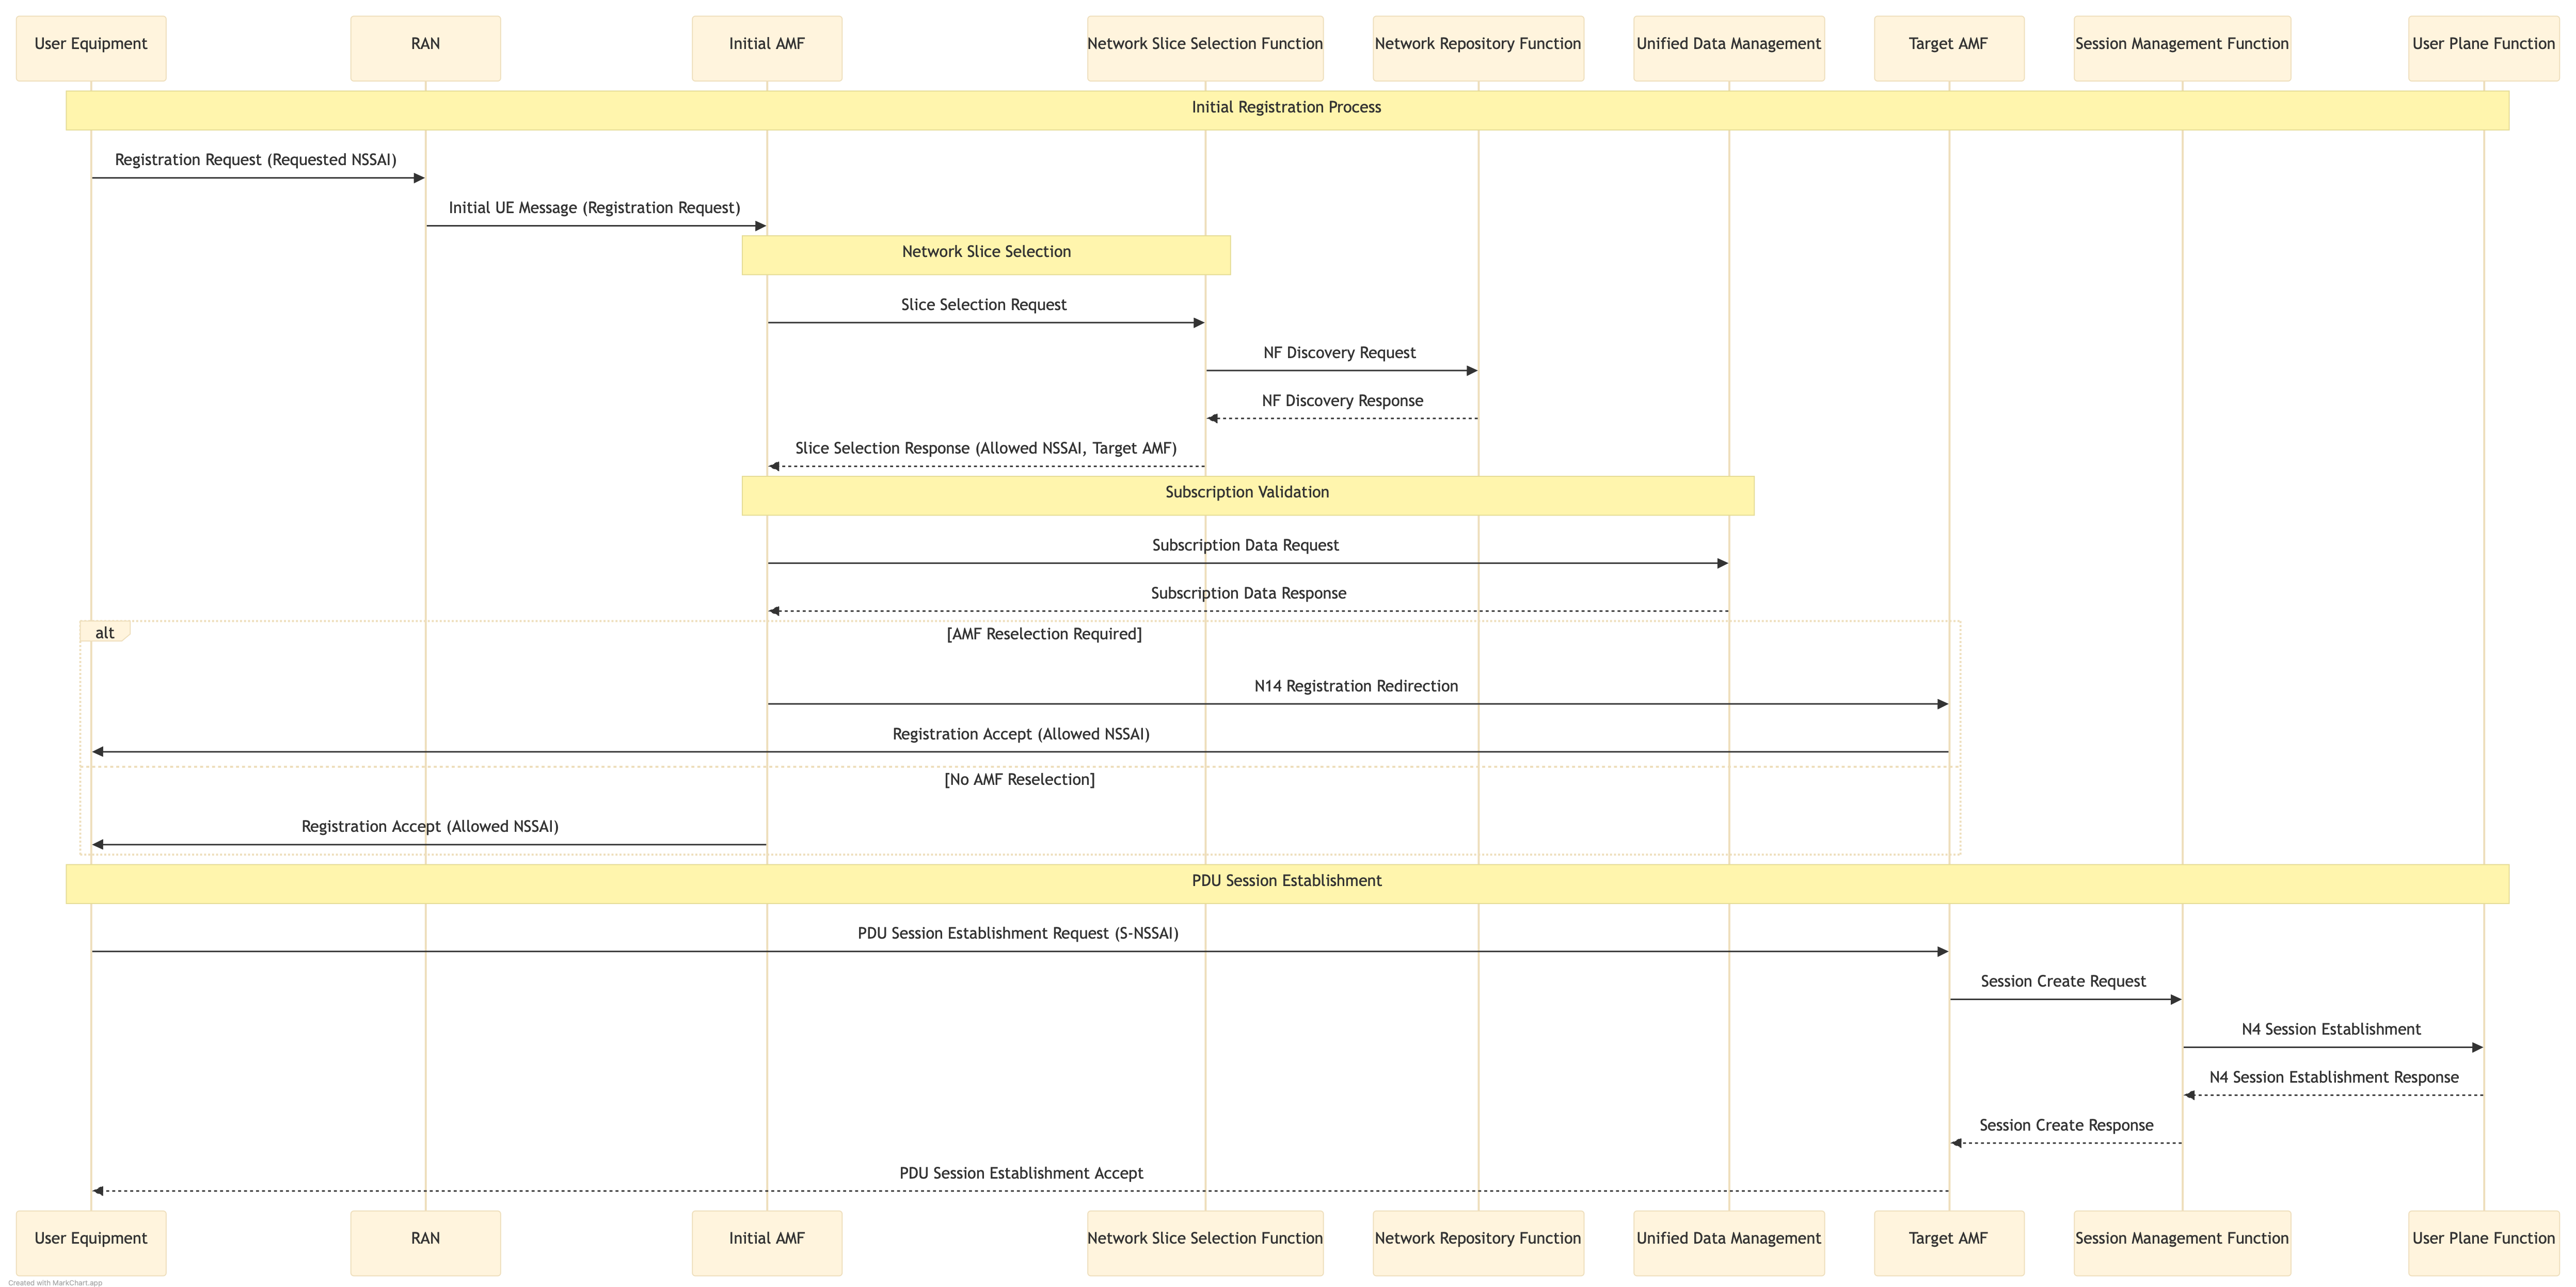 User Equipment
RAN
Initial AMF
Network Slice Selection Function
Network Repository Function
Unified Data Management
Target AMF
Session Management Function
User Plane Function
Initial Registration Process
Registration Request (Requested NSSAI)
Initial UE Message (Registration Request)
Network Slice Selection
Slice Selection Request
NF Discovery Request
NF Discovery Response
Slice Selection Response (Allowed NSSAI, Target AMF)
Subscription Validation
Subscription Data Request
Subscription Data Response
alt
[AMF Reselection Required]
N14 Registration Redirection
Registration Accept (Allowed NSSAI)
[No AMF Reselection]
Registration Accept (Allowed NSSAI)
PDU Session Establishment
PDU Session Establishment Request (S-NSSAI)
Session Create Request
N4 Session Establishment
N4 Session Establishment Response
Session Create Response
PDU Session Establishment Accept
User Equipment
RAN
Initial AMF
Network Slice Selection Function
Network Repository Function
Unified Data Management
Target AMF
Session Management Function
User Plane Function
Created with MarkChart.app